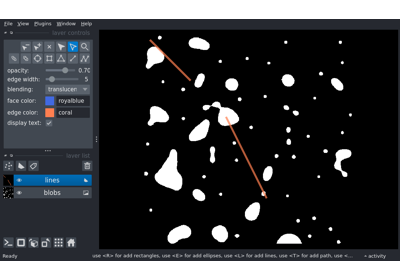 File View Plugins Window Help
layer controls
opacity: 0.70
edge width: 5
blending: translucen
face color: royalblue
edge color: coral
display text:
layer list
lines
blobs
Ready use <R> for add rectangles, use <E> for add ellipses, use <L> for add lines, use <T> for add path, use <... activity